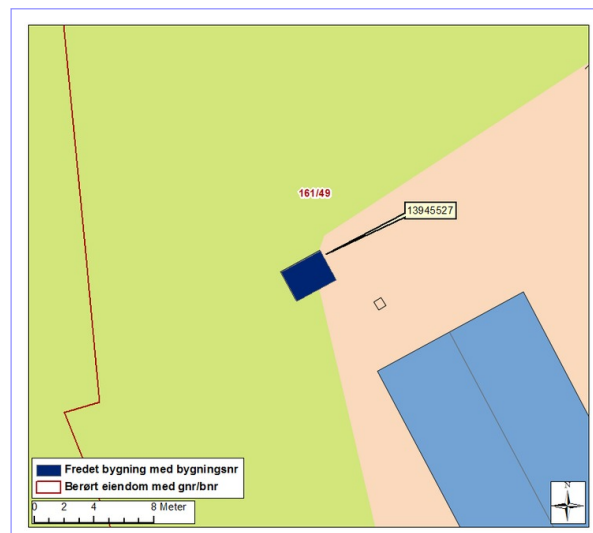 161/49
13945527
Fredet bygning med bygningsnr
Berørt eiendom med gnr/bnr
0 2 4 8 Meter
N